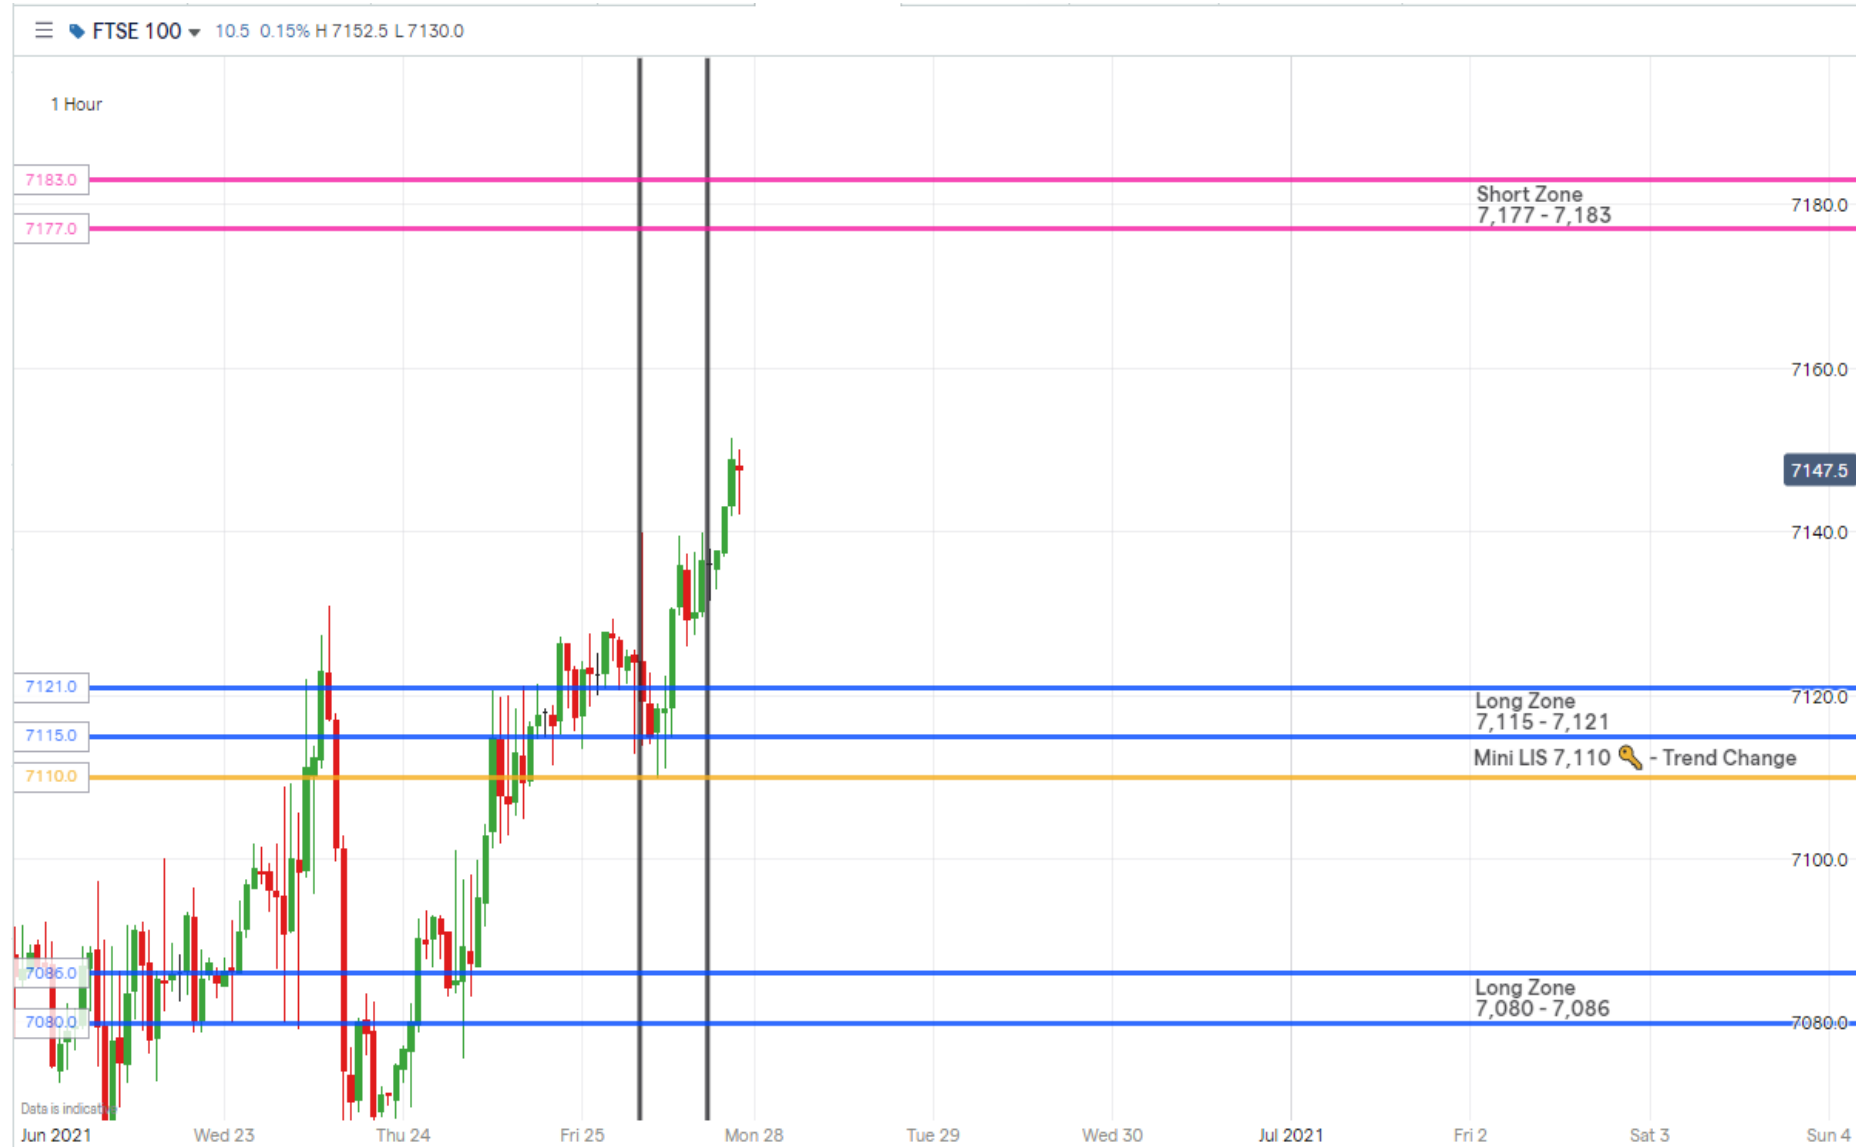 FTSE 100 10.5 0.15% H 7152.5 L 7130.0
1 Hour
7183.0
Short Zone
7,177 - 7,183
7180.0
7177.0
7160.0
7147.5
7140.0
7121.0
7120.0
Long Zone
7,115 - 7,121
7115.0
Mini LIS 7,110 🔑 - Trend Change
7110.0
7100.0
7086.0
Long Zone
7,080 - 7,086
7080.0
7080.0
Data is indicative
Jun 2021 Wed 23 Thu 24 Fri 25 Mon 28 Tue 29 Wed 30 Jul 2021 Fri 2 Sat 3 Sun 4